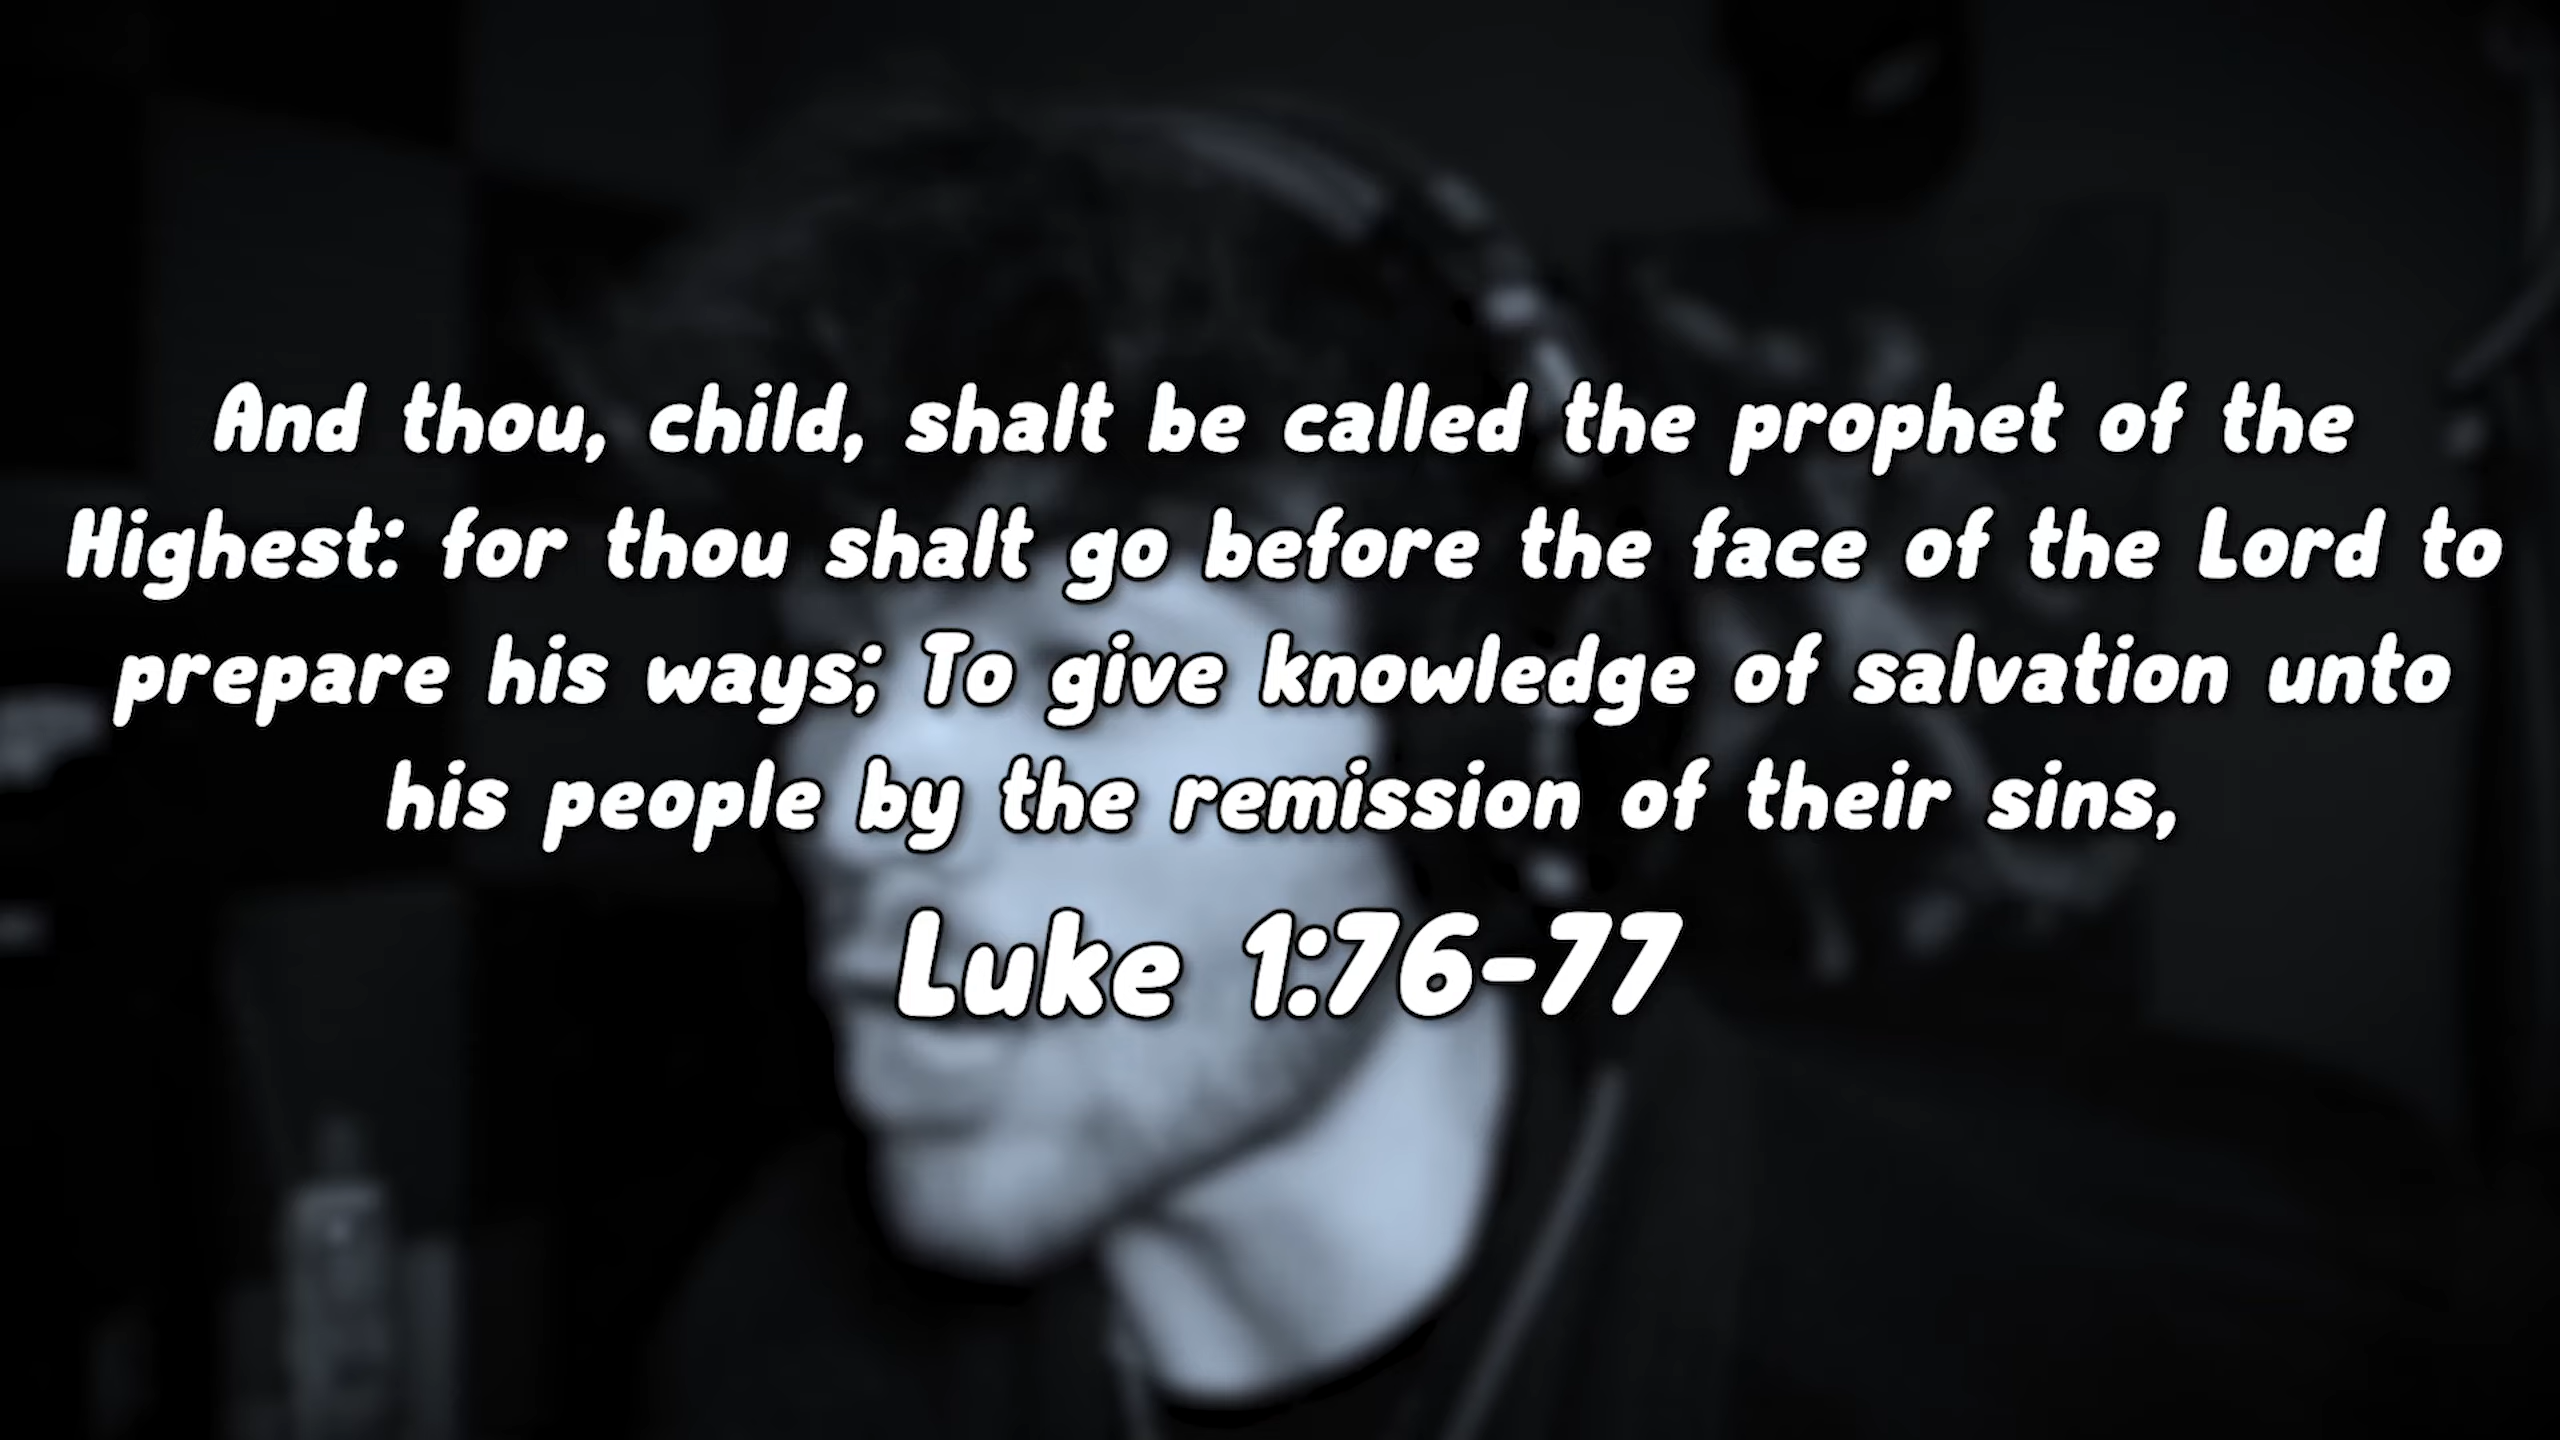 And thou, child, shalt be called the prophet of the
Highest: for thou shalt go before the face of the Lord to
prepare his ways; To give knowledge of salvation unto
his people by the remission of their sins,
Luke 1:76-77